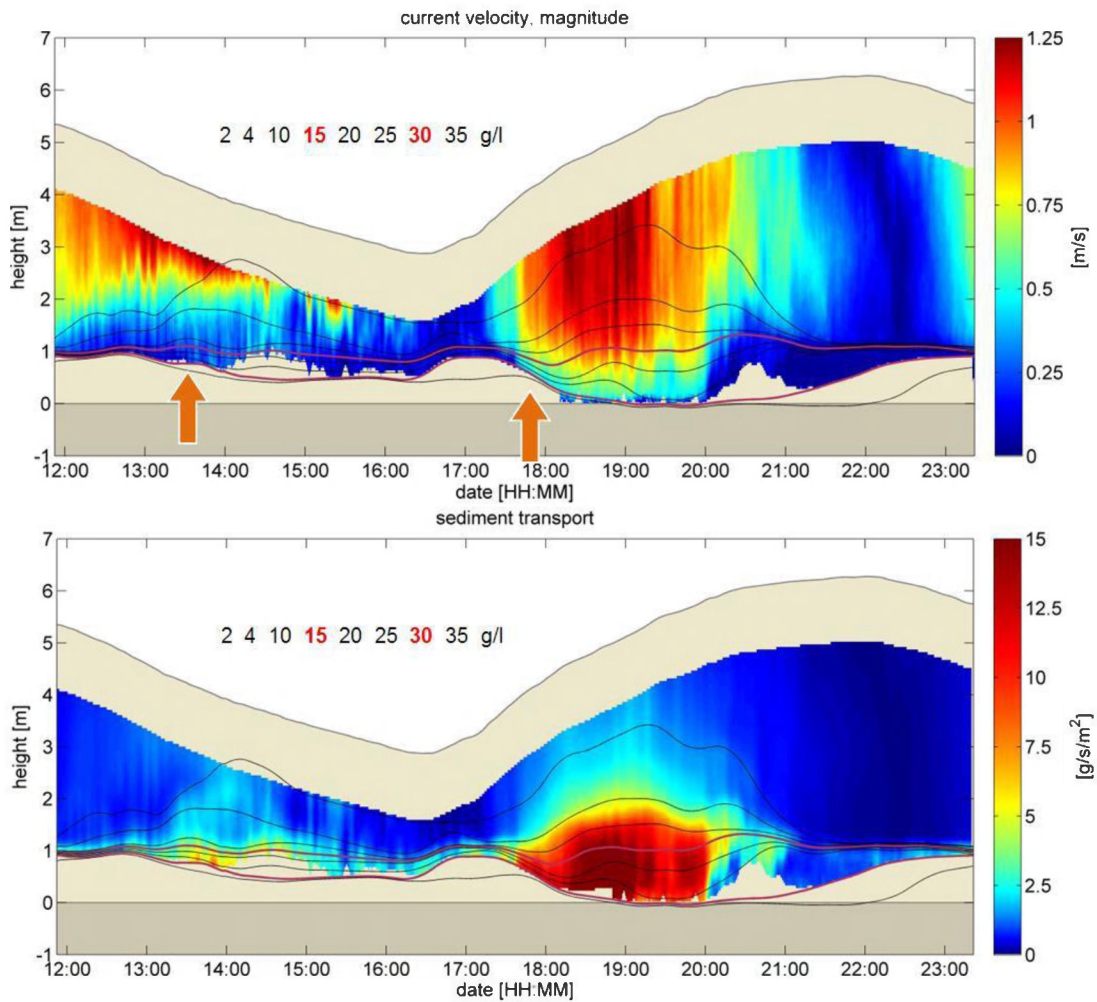 current velocity, magnitude
7
6
5
4
3
2
1
0
-1
height [m]
2 4 10 15 20 25 30 35 g/l
1.25
1
0.75
0.5
0.25
0
[m/s]
12:00 13:00 14:00 15:00 16:00 17:00 18:00 19:00 20:00 21:00 22:00 23:00
date [HH:MM]
sediment transport
7
6
5
4
3
2
1
0
-1
height [m]
2 4 10 15 20 25 30 35 g/l
15
12.5
10
7.5
5
2.5
0
[g/s/m²]
12:00 13:00 14:00 15:00 16:00 17:00 18:00 19:00 20:00 21:00 22:00 23:00
date [HH:MM]